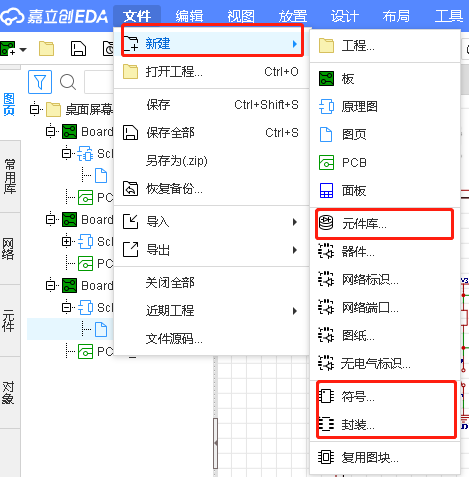 嘉立创EDA 文件 编辑 视图 放置 设计 布局 工具
新建
打开工程... Ctrl+O
保存 Ctrl+Shift+S
保存全部 Ctrl+S
另存为(.zip)
恢复备份...
导入
导出
关闭全部
近期工程
文件源码...
工程...
板
原理图
图页
PCB
面板
元件库...
器件...
网络标识...
网络端口...
图纸...
无电气标识...
符号...
封装...
复用图块...
图页
常用库
网络
元件
对象
桌面屏幕
Board
Sc
PC
Board
Sc
PC
Board
Sc
PC